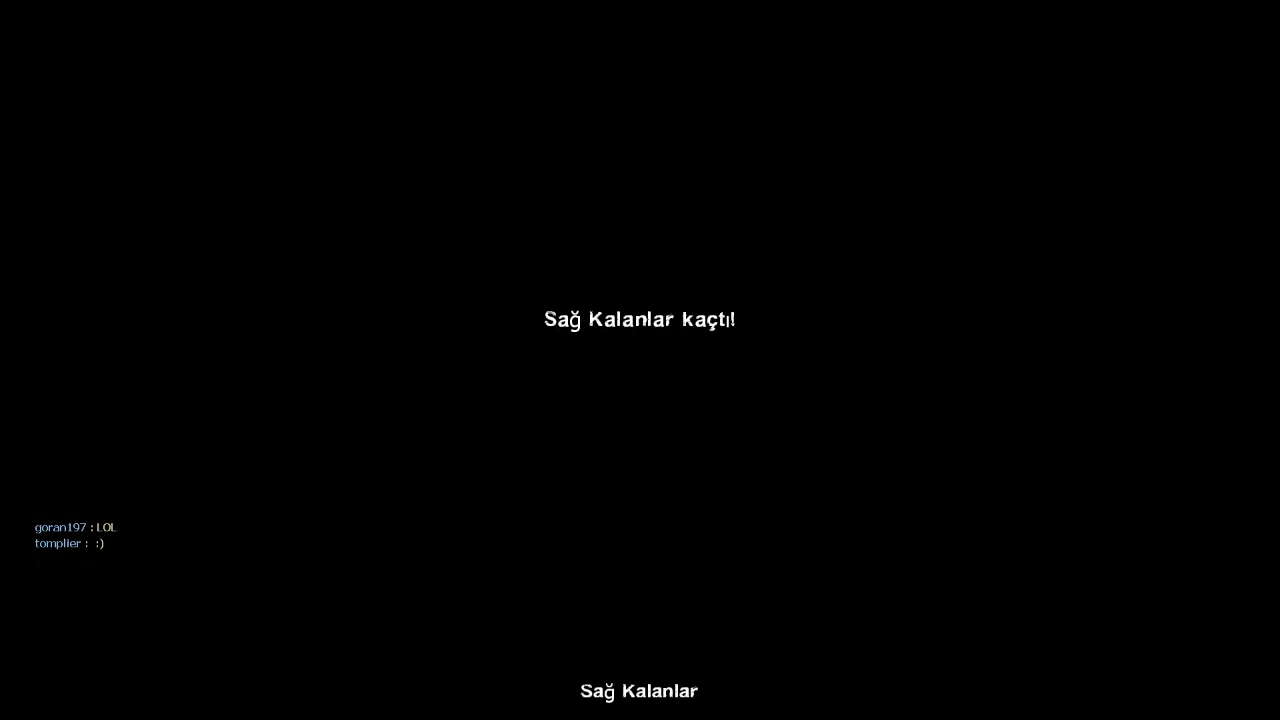 Sağ Kalanlar kaçtı!
goran197 : LOL
tomplier : :)
Sağ Kalanlar